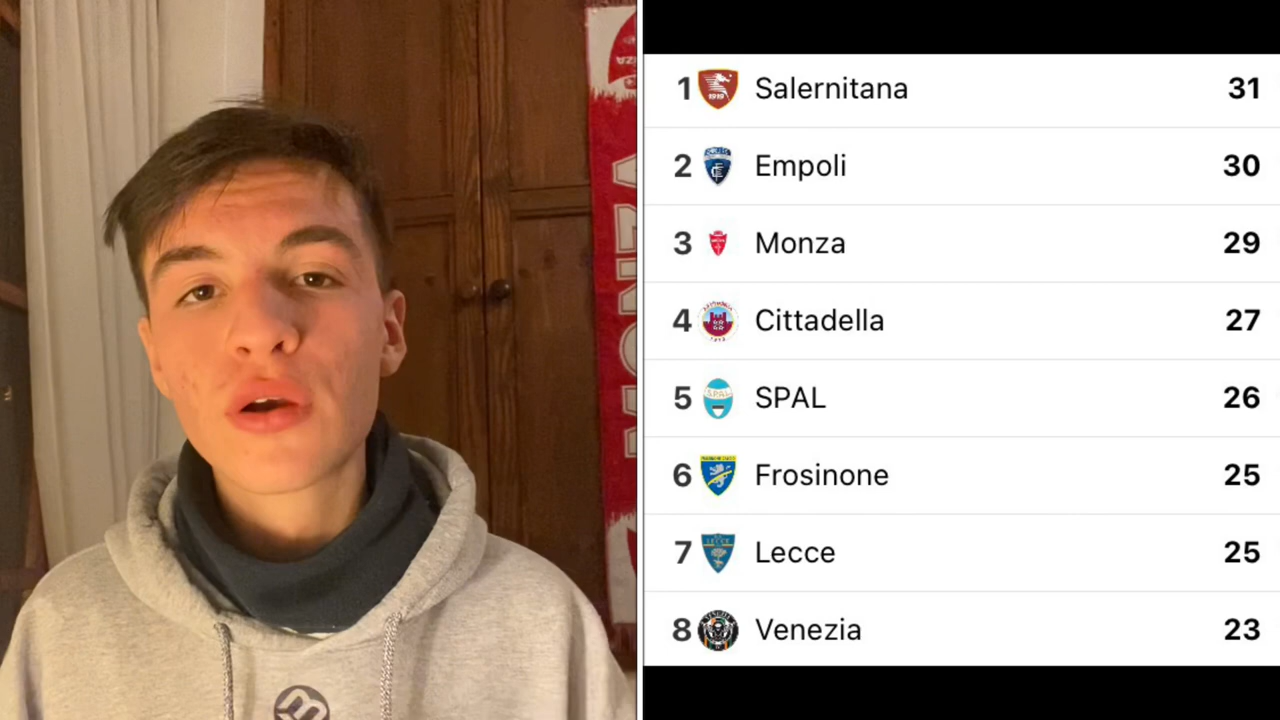 1 Salernitana 31
2 Empoli 30
3 Monza 29
4 Cittadella 27
5 SPAL 26
6 Frosinone 25
7 Lecce 25
8 Venezia 23
1919